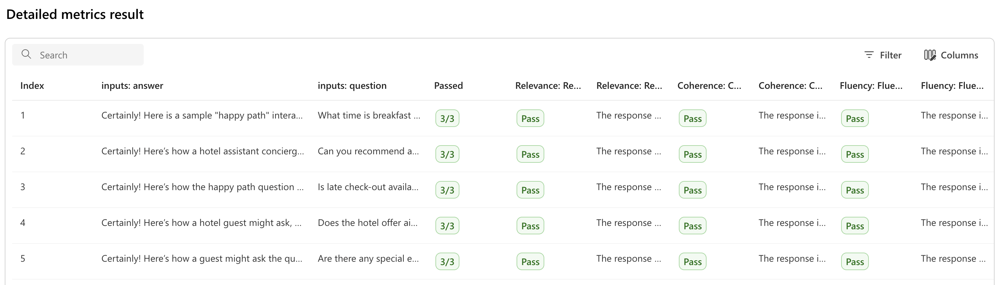 Detailed metrics result
Search
Filter
Columns
Index inputs: answer inputs: question Passed Relevance: Re... Relevance: Re... Coherence: C... Coherence: C... Fluency: Flue... Fluency: Flue...
1 Certainly! Here is a sample "happy path" intera... What time is breakfast ... 3/3 Pass The response ... Pass The response i... Pass The response i...
2 Certainly! Here’s how a hotel assistant concierg... Can you recommend a... 3/3 Pass The response ... Pass The response i... Pass The response i...
3 Certainly! Here’s how the happy path question ... Is late check-out availa... 3/3 Pass The response ... Pass The response i... Pass The response i...
4 Certainly! Here’s how a hotel guest might ask, ... Does the hotel offer ai... 3/3 Pass The response ... Pass The response i... Pass The response i...
5 Certainly! Here’s how a guest might ask the qu... Are there any special e... 3/3 Pass The response ... Pass The response i... Pass The response ...